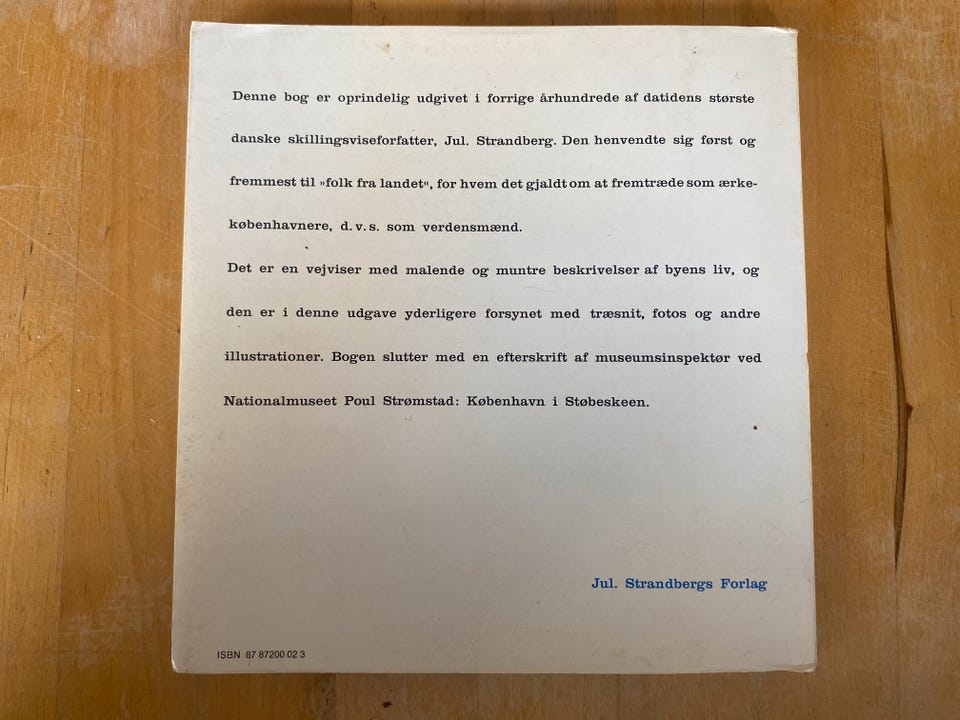 Denne bog er oprindelig udgivet i forrige århundrede af datidens største
danske skillingsviseforfatter, Jul. Strandberg. Den henvendte sig først og
fremmest til »folk fra landet«, for hvem det gjaldt om at fremtræde som ærke-
københavnere, d.v.s. som verdensmænd.
Det er en vejviser med malende og muntre beskrivelser af byens liv, og
den er i denne udgave yderligere forsynet med træsnit, fotos og andre
illustrationer. Bogen slutter med en efterskrift af museumsinspektør ved
Nationalmuseet Poul Strømstad: København i Støbeskeen.
Jul. Strandbergs Forlag
ISBN 87 87200 02 3